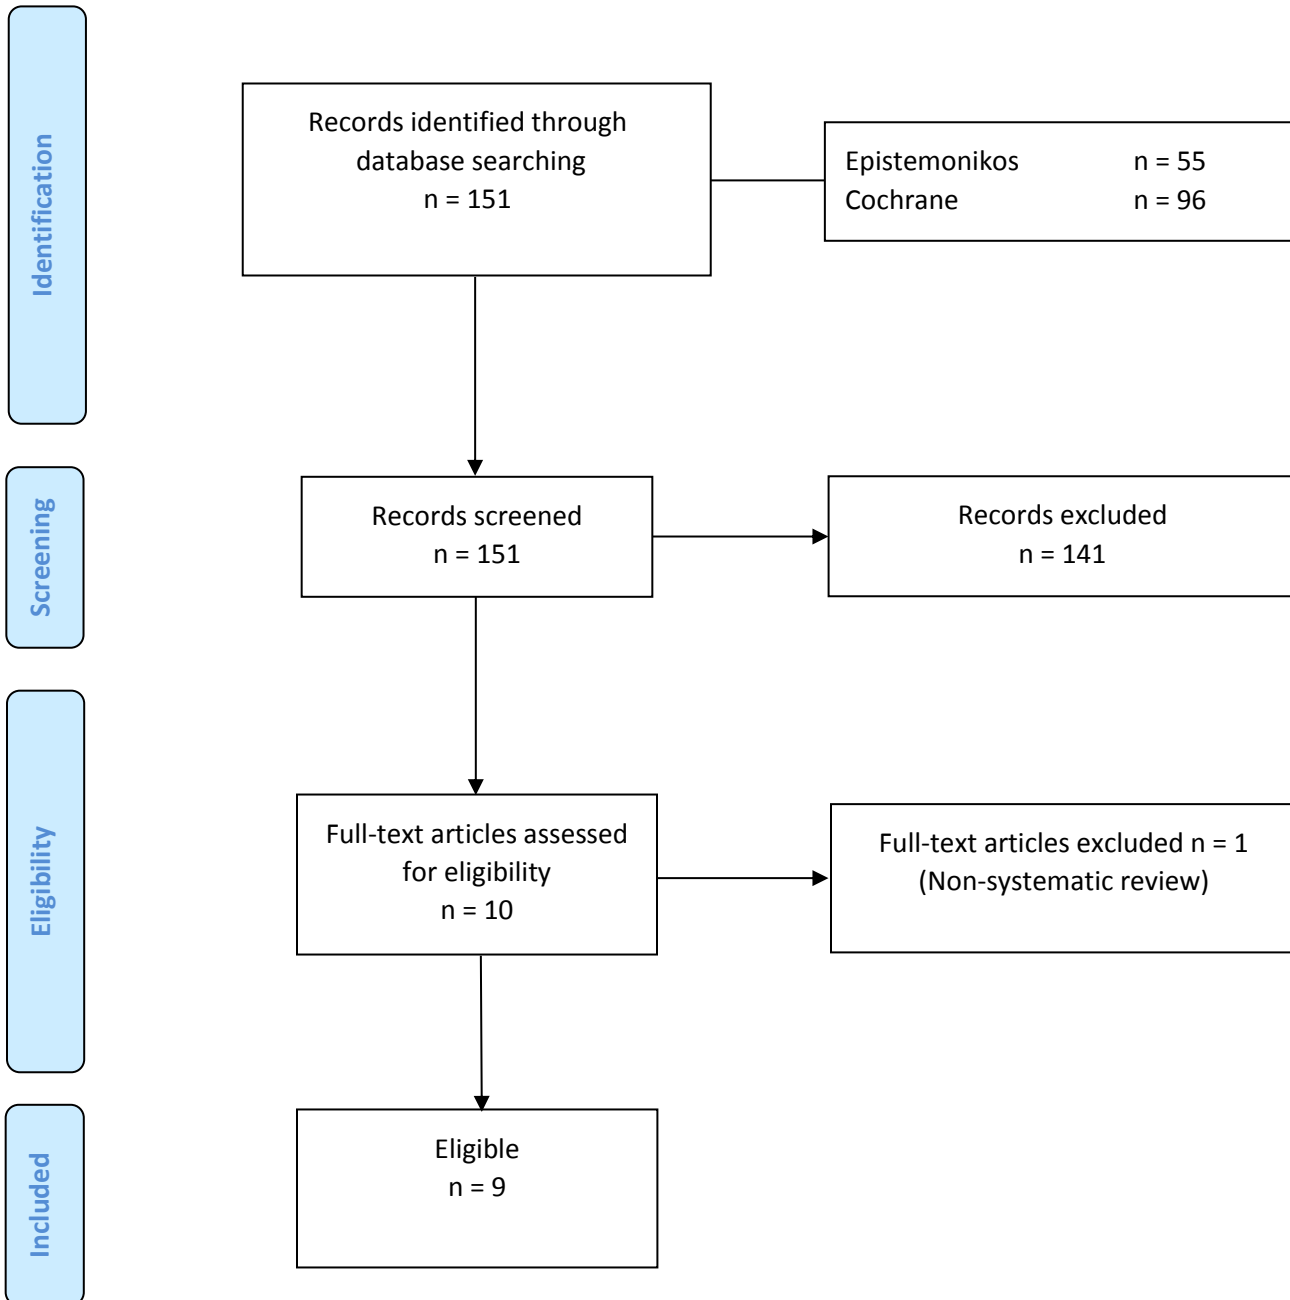 Identification
Records identified through
database searching
n = 151
Epistemonikos n = 55
Cochrane n = 96
Screening
Records screened
n = 151
Records excluded
n = 141
Eligibility
Full-text articles assessed
for eligibility
n = 10
Full-text articles excluded n = 1
(Non-systematic review)
Included
Eligible
n = 9